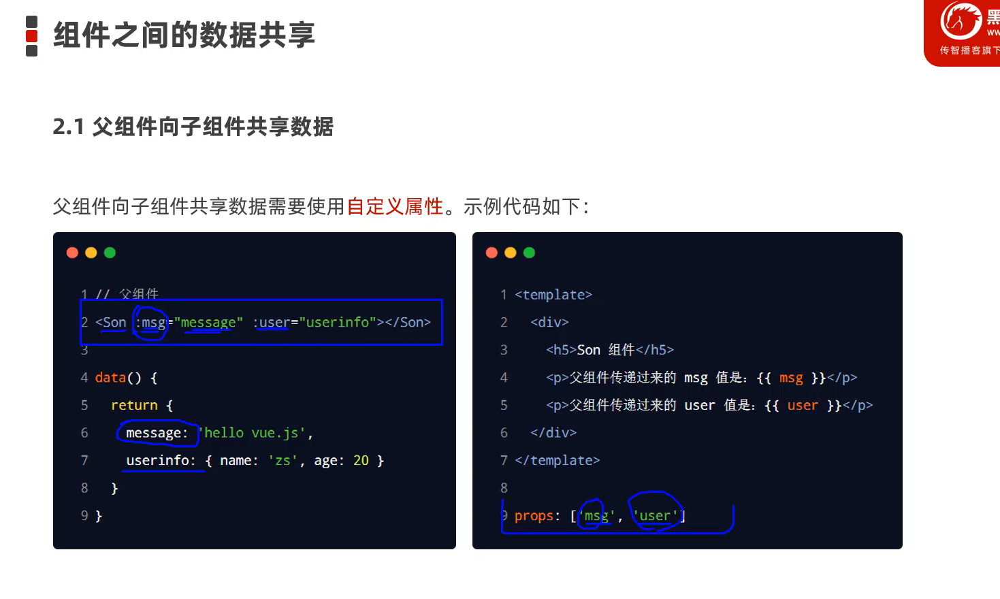 组件之间的数据共享
黑
ww
传智播客旗下
2.1 父组件向子组件共享数据
父组件向子组件共享数据需要使用自定义属性。示例代码如下：
1 // 父组件
2 <Son :msg="message" :user="userinfo"></Son>
3
4 data() {
5   return {
6     message: 'hello vue.js',
7     userinfo: { name: 'zs', age: 20 }
8   }
9 }
1 <template>
2   <div>
3     <h5>Son 组件</h5>
4     <p>父组件传递过来的 msg 值是：{{ msg }}</p>
5     <p>父组件传递过来的 user 值是：{{ user }}</p>
6   </div>
7 </template>
8
9 props: ['msg', 'user']